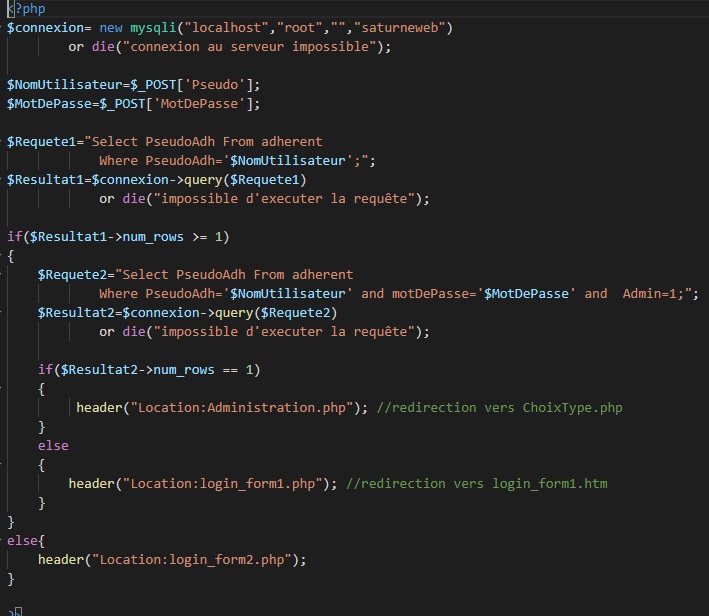 <?php
$connexion= new mysqli("localhost","root","","saturneweb")
or die("connexion au serveur impossible");
$NomUtilisateur=$_POST['Pseudo'];
$MotDePasse=$_POST['MotDePasse'];
$Requete1="Select PseudoAdh From adherent
Where PseudoAdh='$NomUtilisateur';";
$Resultat1=$connexion->query($Requete1)
or die("impossible d'executer la requête");
if($Resultat1->num_rows >= 1)
{
$Requete2="Select PseudoAdh From adherent
Where PseudoAdh='$NomUtilisateur' and motDePasse='$MotDePasse' and  Admin=1;";
$Resultat2=$connexion->query($Requete2)
or die("impossible d'executer la requête");
if($Resultat2->num_rows == 1)
{
header("Location:Administration.php"); //redirection vers ChoixType.php
}
else
{
header("Location:login_form1.php"); //redirection vers login_form1.htm
}
}
else{
header("Location:login_form2.php");
}
?>